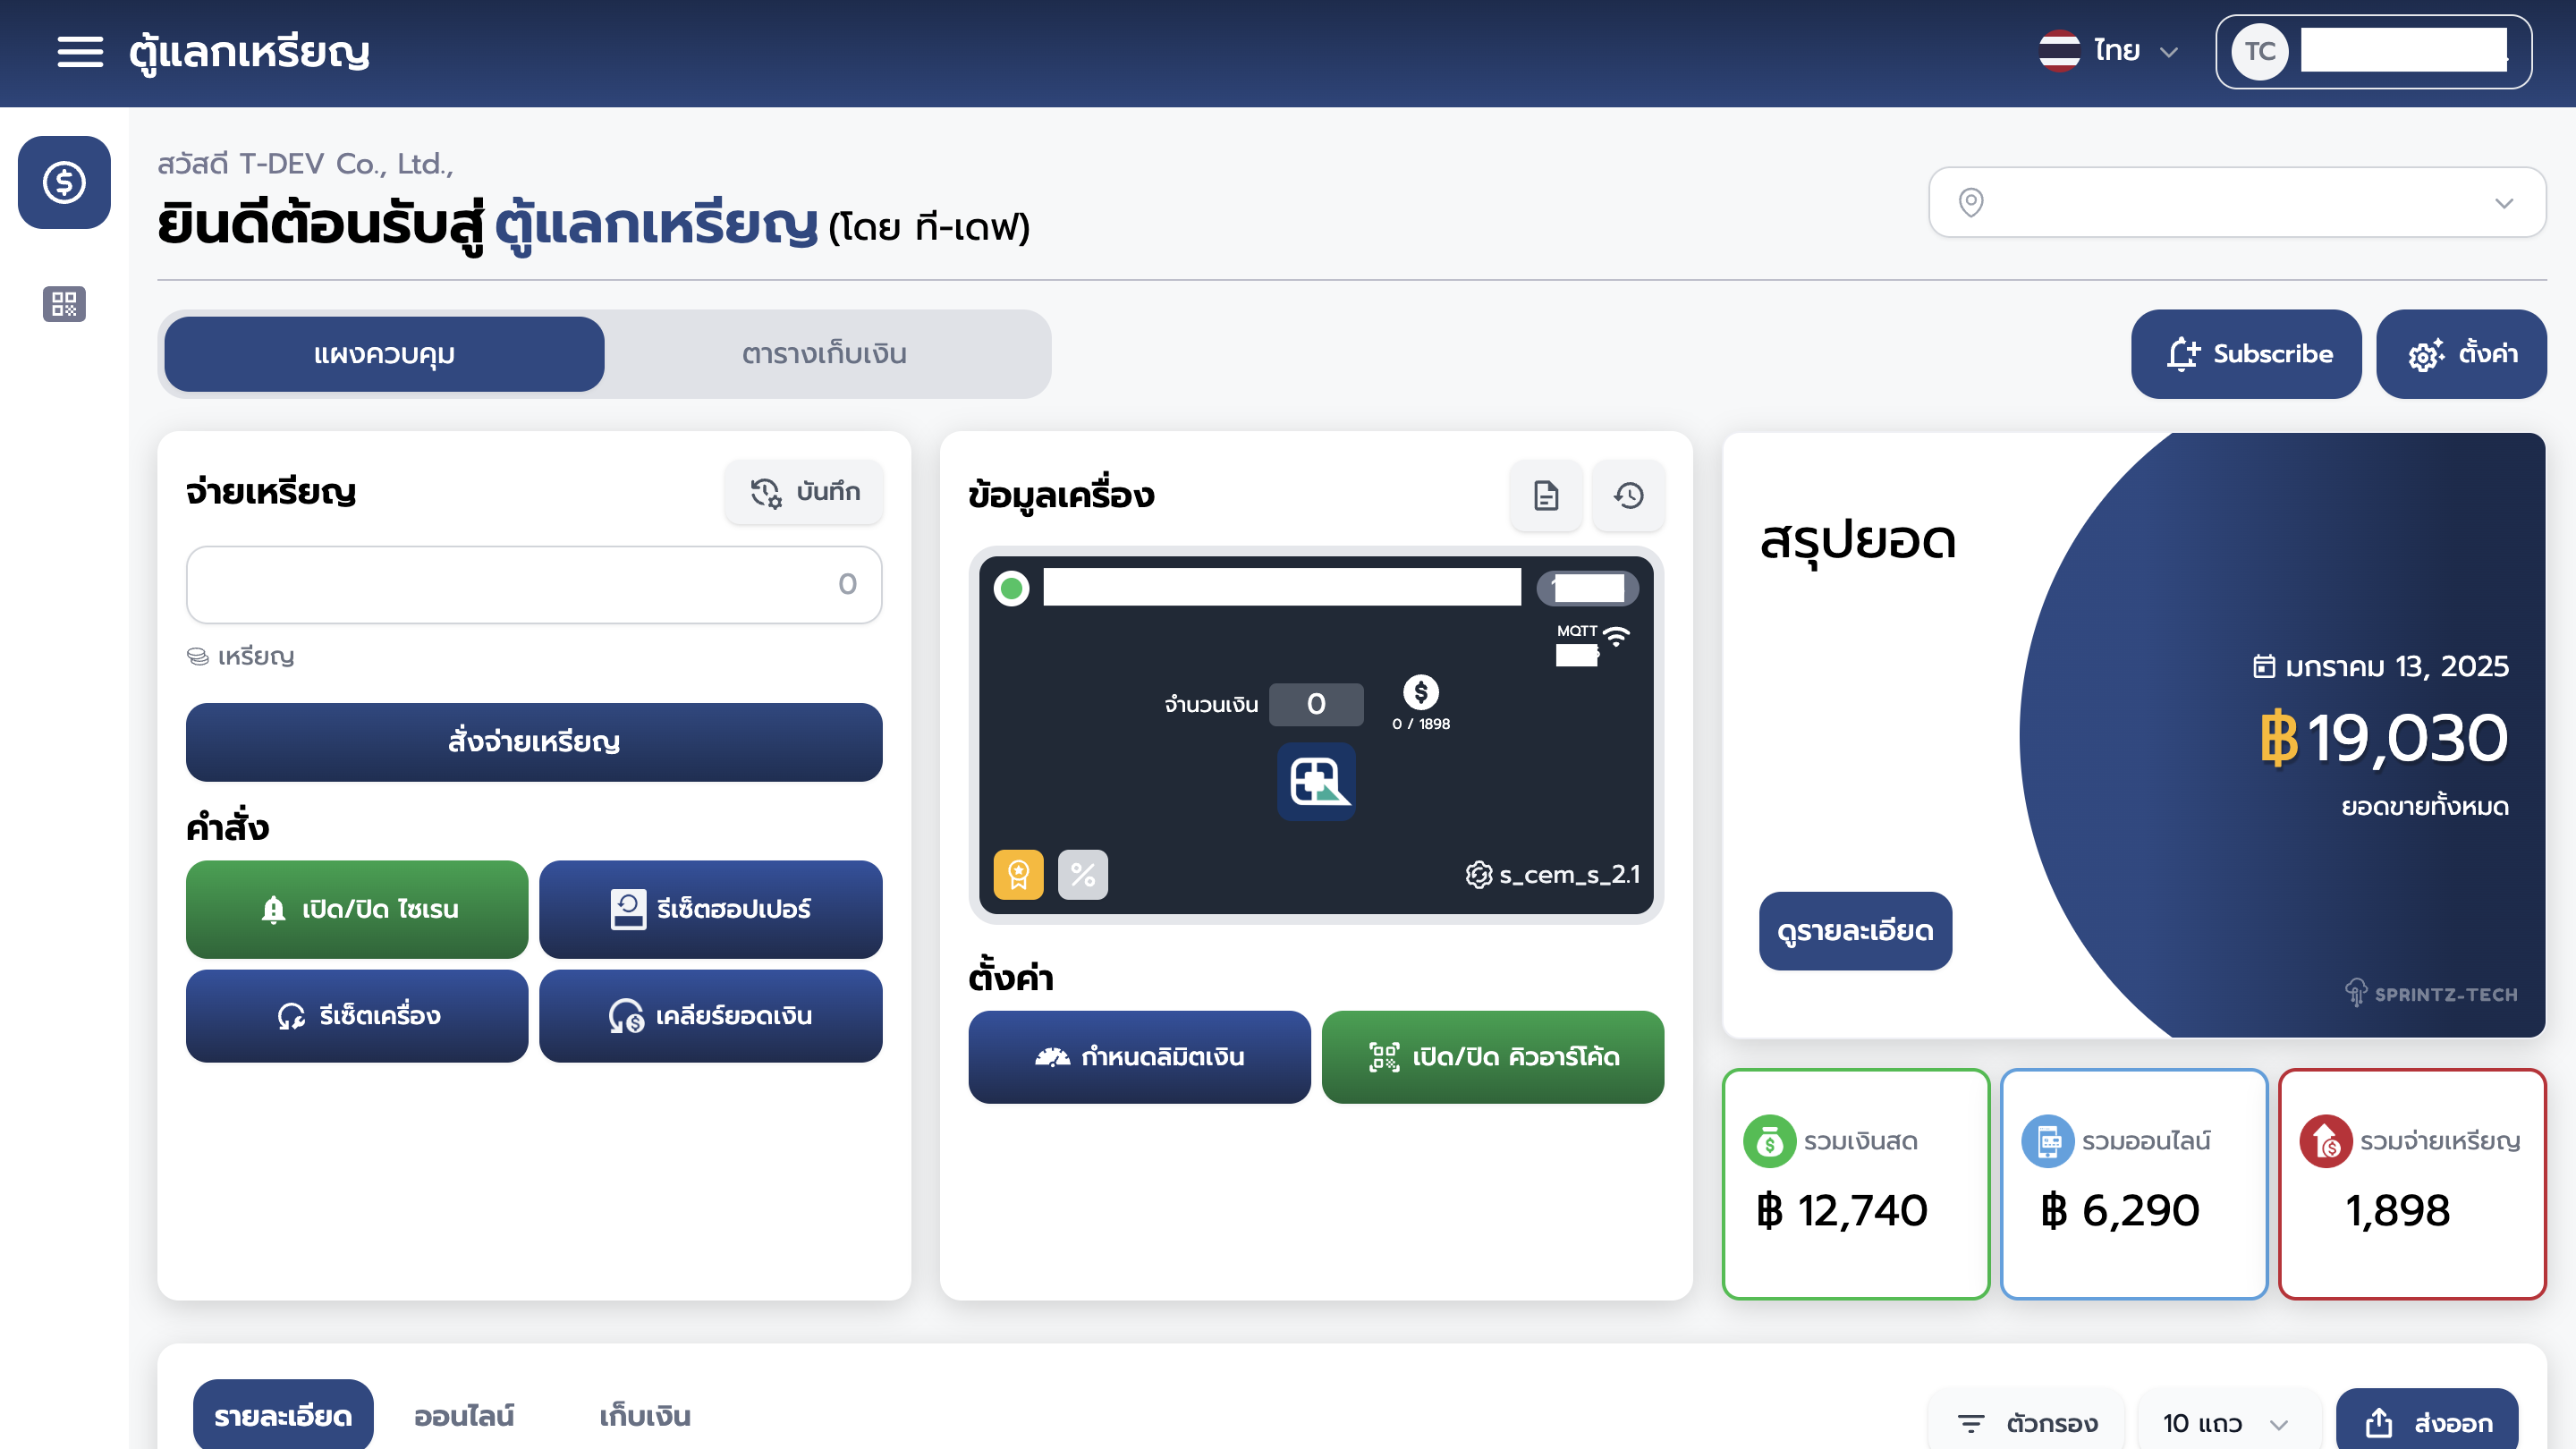 ตู้แลกเหรียญ
ไทย
TC
สวัสดี T-DEV Co., Ltd.,
ยินดีต้อนรับสู่ ตู้แลกเหรียญ (โดย ที-เดฟ)
แผงควบคุม
ตารางเก็บเงิน
Subscribe
ตั้งค่า
จ่ายเหรียญ
บันทึก
0
เหรียญ
สั่งจ่ายเหรียญ
คำสั่ง
เปิด/ปิด ไซเรน
รีเซ็ตฮอปเปอร์
รีเซ็ตเครื่อง
เคลียร์ยอดเงิน
ข้อมูลเครื่อง
MQTT
จำนวนเงิน 0
0 / 1898
s_cem_s_2.1
ตั้งค่า
กำหนดลิมิตเงิน
เปิด/ปิด คิวอาร์โค้ด
สรุปยอด
มกราคม 13, 2025
฿19,030
ยอดขายทั้งหมด
ดูรายละเอียด
SPRINTZ-TECH
รวมเงินสด
฿ 12,740
รวมออนไลน์
฿ 6,290
รวมจ่ายเหรียญ
1,898
รายละเอียด
ออนไลน์
เก็บเงิน
ตัวกรอง
10 แถว
ส่งออก